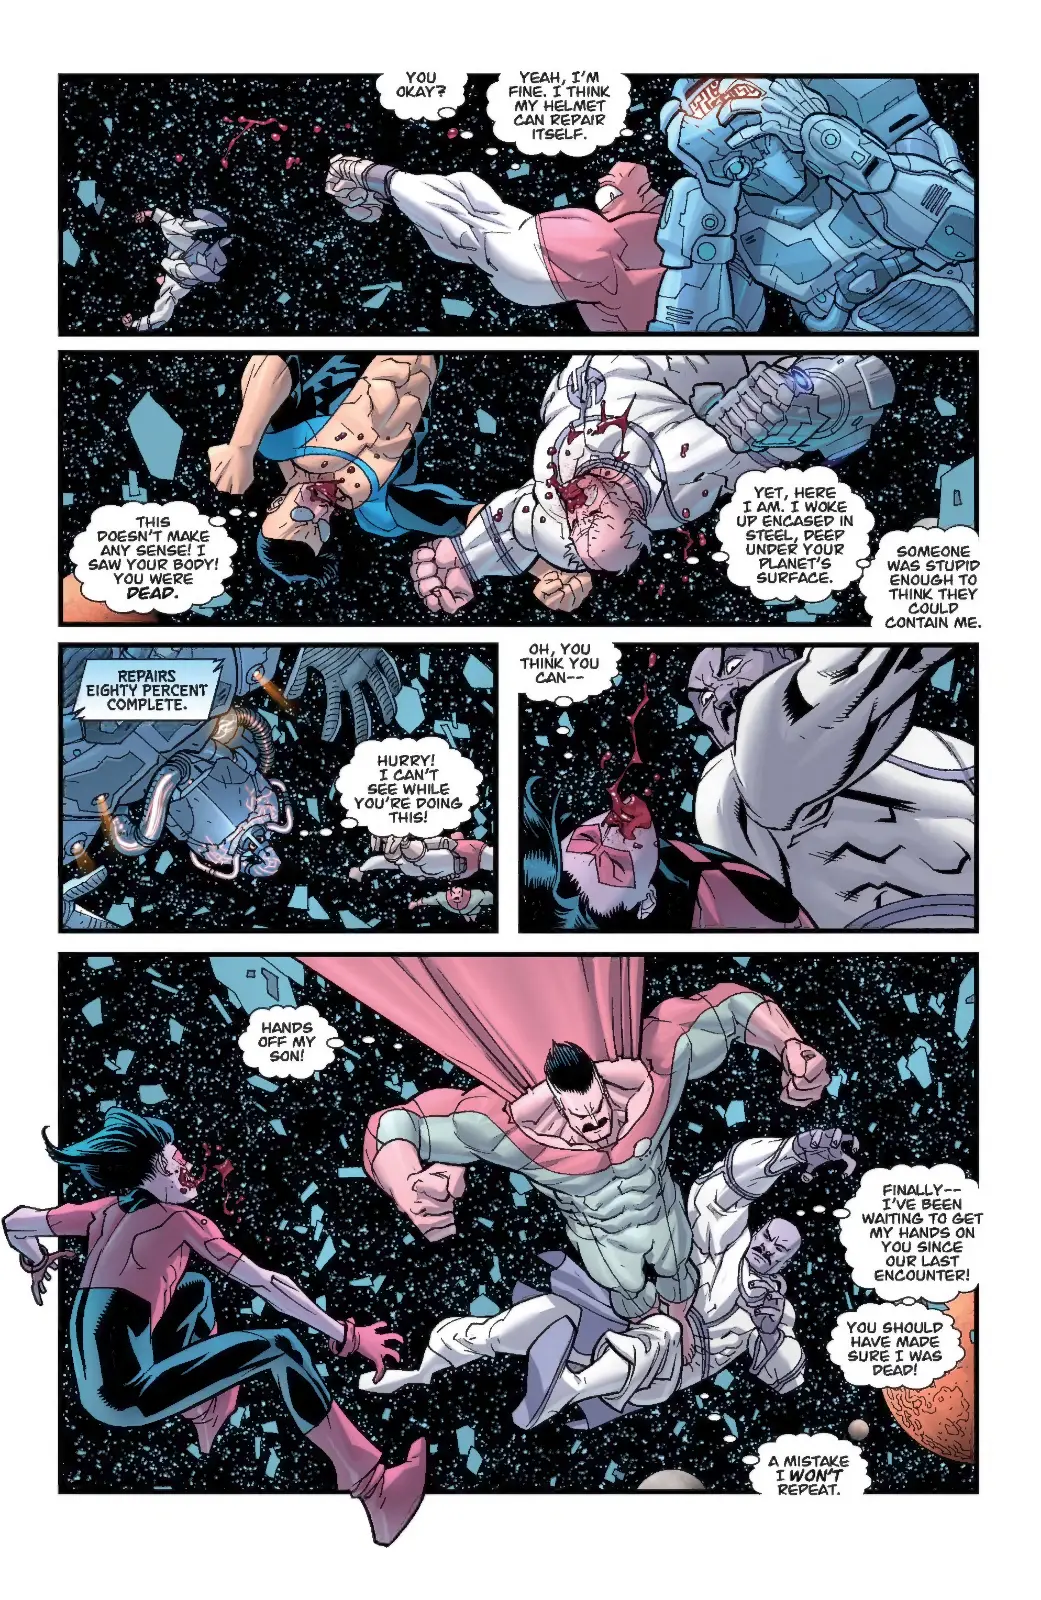 YOU
OKAY?
YEAH, I'M
FINE. I THINK
MY HELMET
CAN REPAIR
ITSELF.
THIS
DOESN'T MAKE
ANY SENSE! I
SAW YOUR BODY!
YOU WERE
DEAD.
YET, HERE
I AM. I WOKE
UP ENCASED IN
STEEL, DEEP
UNDER YOUR
PLANET'S
SURFACE.
SOMEONE
WAS STUPID
ENOUGH TO
THINK THEY
COULD
CONTAIN ME.
REPAIRS
EIGHTY PERCENT
COMPLETE.
HURRY!
I CAN'T
SEE WHILE
YOU'RE DOING
THIS!
OH, YOU
THINK YOU
CAN--
HANDS
OFF MY
SON!
FINALLY--
I'VE BEEN
WAITING TO GET
MY HANDS ON
YOU SINCE
OUR LAST
ENCOUNTER!
YOU SHOULD
HAVE MADE
SURE I WAS
DEAD!
A MISTAKE
I WON'T
REPEAT.